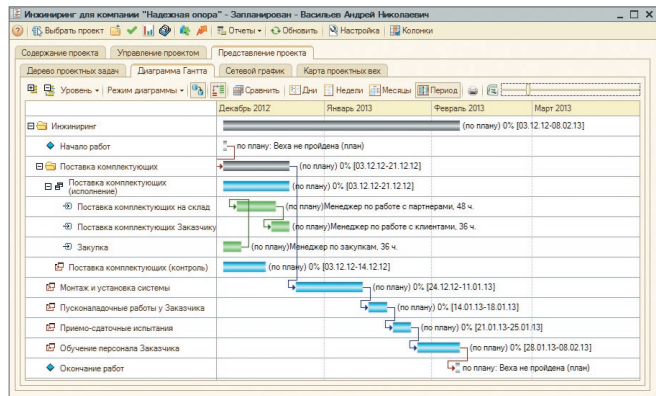 Инжиниринг для компании "Надежная опора" - Запланирован - Васильев Андрей Николаевич
Выбрать проект Отчеты Обновить Настройка Колонки
Содержание проекта Управление проектом Представление проекта
Дерево проектных задач Диаграмма Гантта Сетевой график Карта проектных вех
Уровень Режим диаграммы Сравнить Дни Недели Месяцы Период
Декабрь 2012 Январь 2013 Февраль 2013 Март 2013
Инжиниринг (по плану) 0% [03.12.12-08.02.13]
Начало работ по плану: Веха не пройдена (план)
Поставка комплектующих (по плану) 0% [03.12.12-21.12.12]
Поставка комплектующих
(исполнение) (по плану) 0% [03.12.12-21.12.12]
Поставка комплектующих на склад (по плану)Менеджер по работе с партнерами, 48 ч.
Поставка комплектующих Заказчику (по плану)Менеджер по работе с клиентами, 36 ч.
Закупка (по плану)Менеджер по закупкам, 36 ч.
Поставка комплектующих (контроль) (по плану) 0% [03.12.12-14.12.12]
Монтаж и установка системы (по плану) 0% [24.12.12-11.01.13]
Пусконаладочные работы у Заказчика (по плану) 0% [14.01.13-18.01.13]
Приемо-сдаточные испытания (по плану) 0% [21.01.13-25.01.13]
Обучение персонала Заказчика (по плану) 0% [28.01.13-08.02.13]
Окончание работ по плану: Веха не пройдена (план)